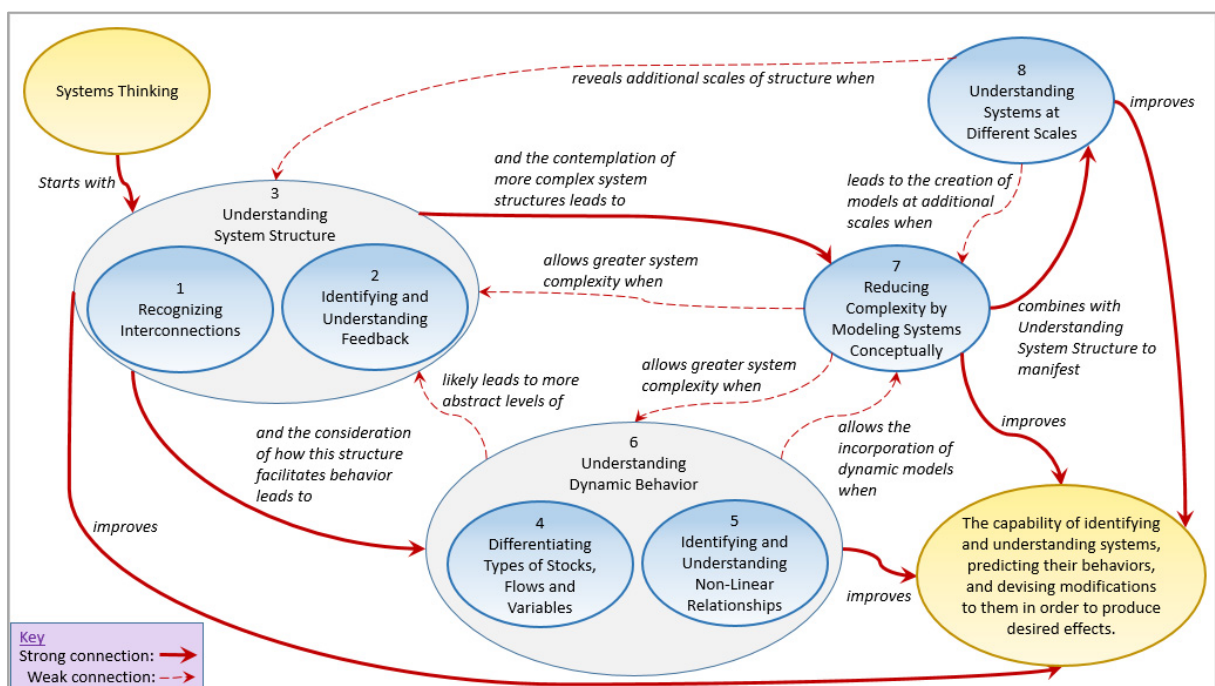 Systems Thinking
Starts with
reveals additional scales of structure when
8
Understanding
Systems at
Different Scales
improves
3
Understanding
System Structure
1
Recognizing
Interconnections
2
Identifying and
Understanding
Feedback
and the contemplation of
more complex system
structures leads to
leads to the creation of
models at additional
scales when
allows greater system
complexity when
7
Reducing
Complexity by
Modeling Systems
Conceptually
combines with
Understanding
System Structure to
manifest
likely leads to more
abstract levels of
allows greater system
complexity when
and the consideration
of how this structure
facilitates behavior
leads to
6
Understanding
Dynamic Behavior
4
Differentiating
Types of Stocks,
Flows and
Variables
5
Identifying and
Understanding
Non-Linear
Relationships
allows the
incorporation of
dynamic models
when
improves
improves
improves
The capability of identifying
and understanding systems,
predicting their behaviors,
and devising modifications
to them in order to produce
desired effects.
Key
Strong connection:
Weak connection: